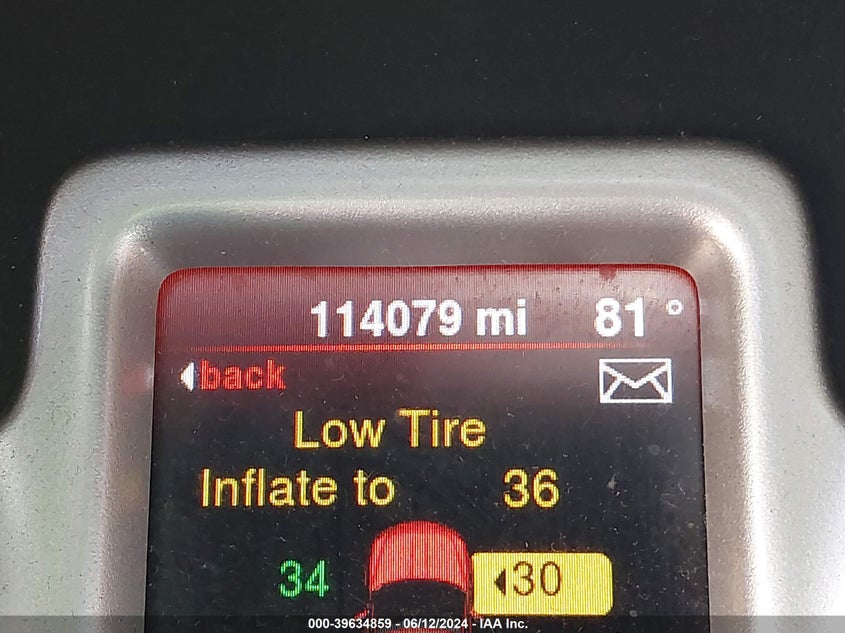 114079 mi 81°
back
Low Tire
Inflate to 36
34 30
000-39634859 - 06/12/2024 - IAA Inc.